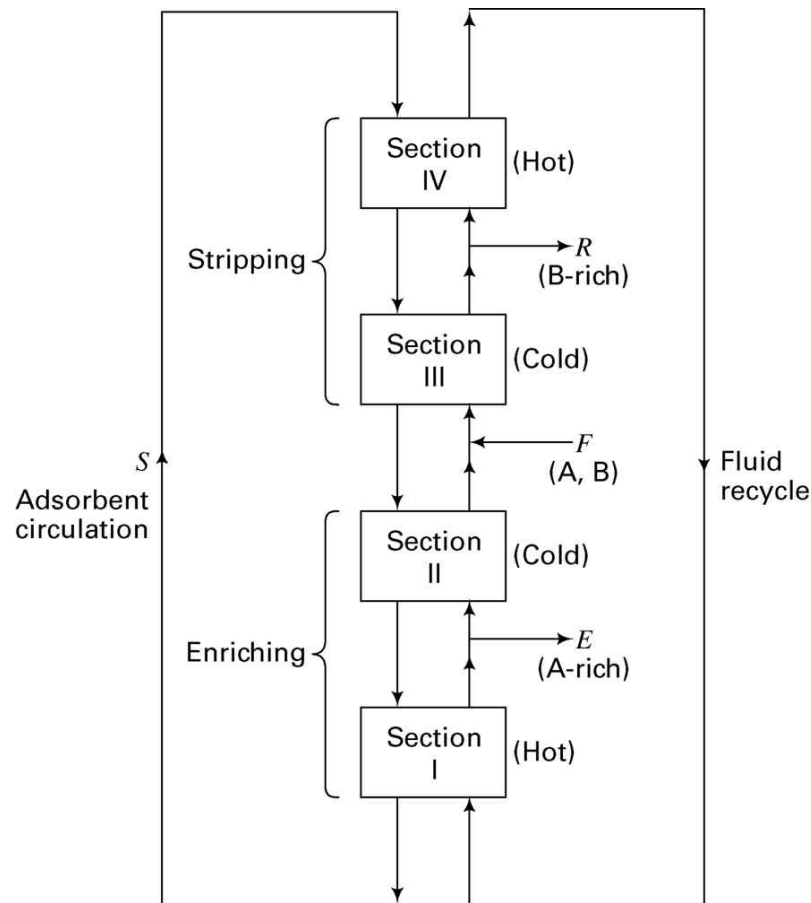 Section
IV
(Hot)
Stripping
R
(B-rich)
Section
III
(Cold)
S
Adsorbent
circulation
F
(A, B)
Fluid
recycle
Section
II
(Cold)
Enriching
E
(A-rich)
Section
I
(Hot)